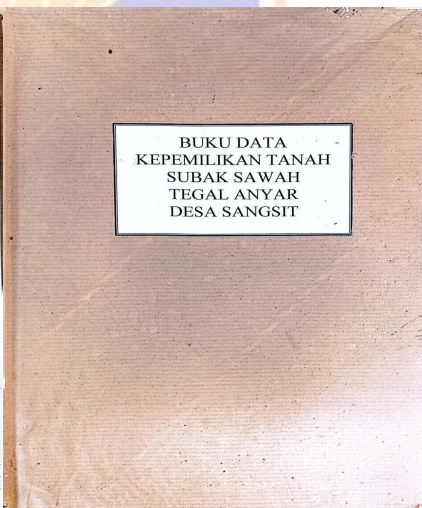 BUKU DATA
KEPEMILIKAN TANAH
SUBAK SAWAH
TEGAL ANYAR
DESA SANGSIT